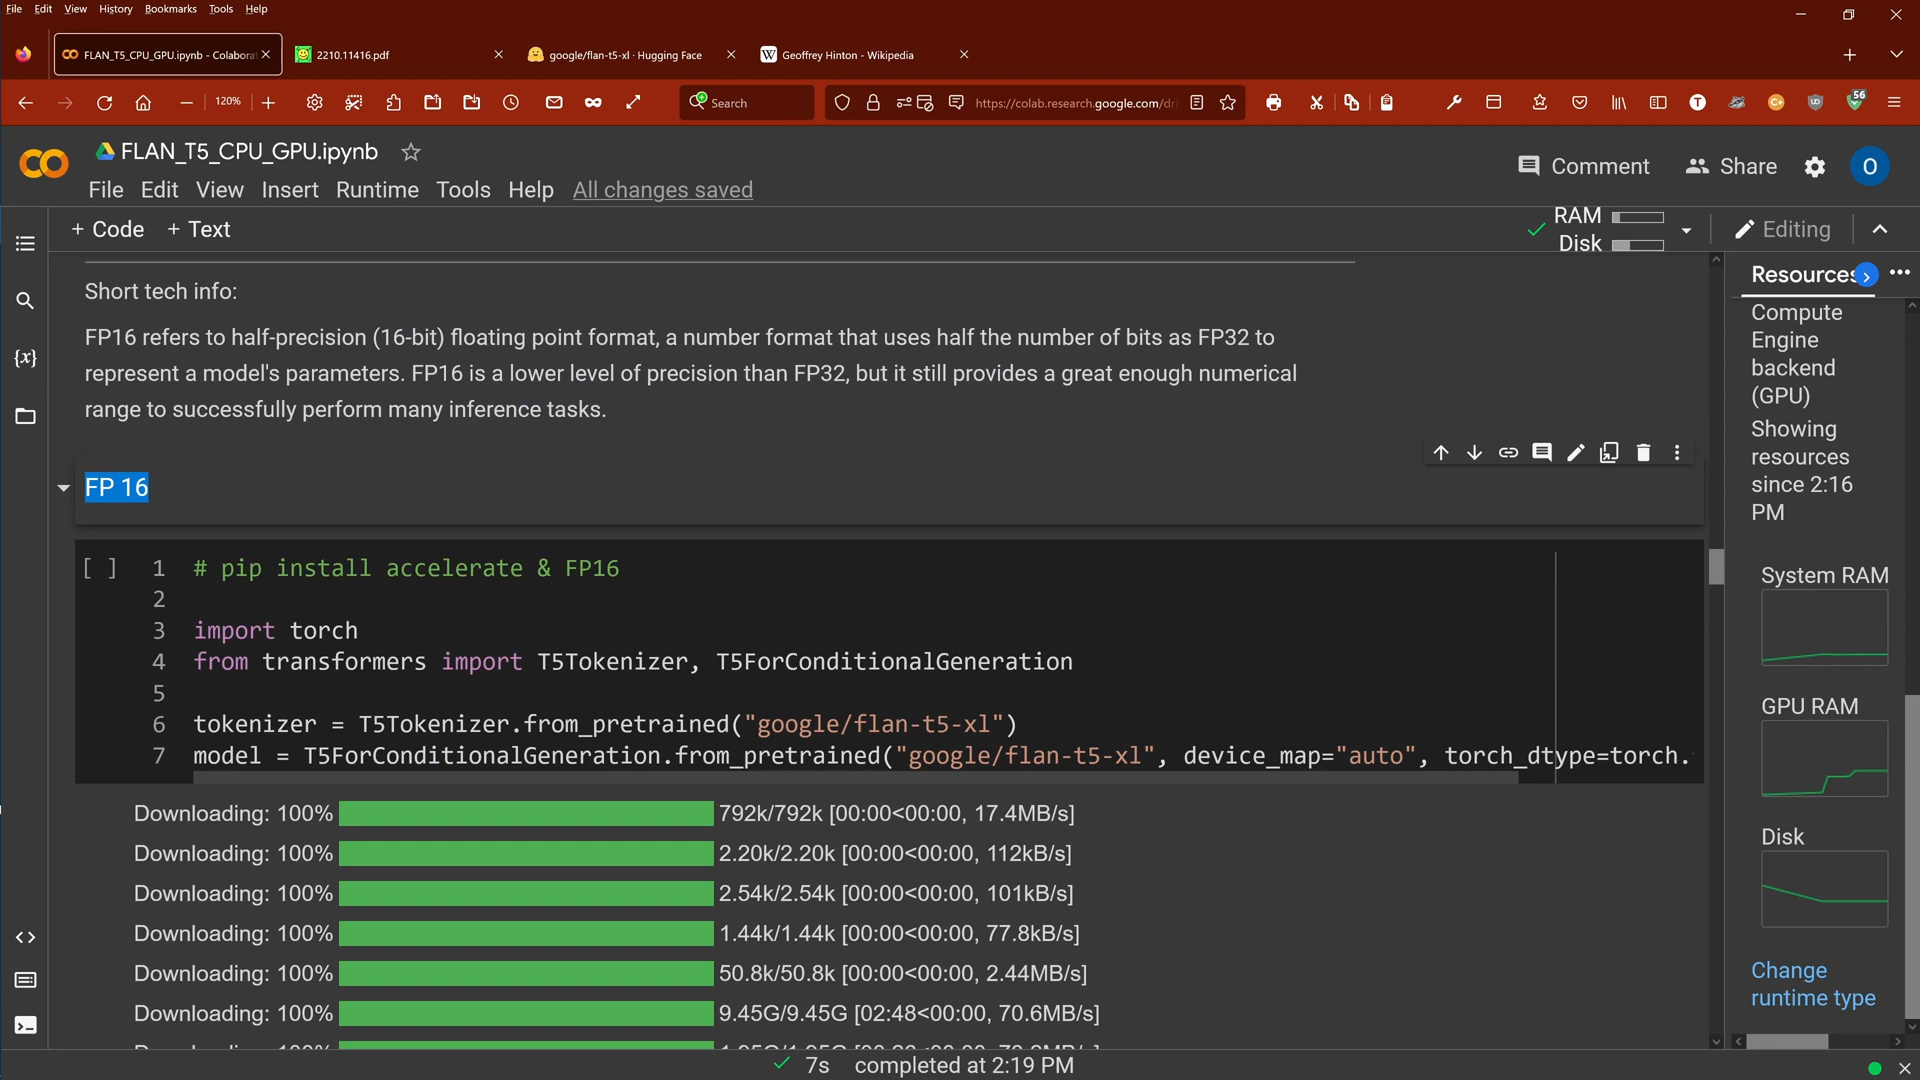 File Edit View History Bookmarks Tools Help
FLAN_T5_CPU_GPU.ipynb - Colabora
2210.11416.pdf
google/flan-t5-xl · Hugging Face
Geoffrey Hinton - Wikipedia
120%
Search
https://colab.research.google.com/dri
56
FLAN_T5_CPU_GPU.ipynb
File Edit View Insert Runtime Tools Help All changes saved
Comment
Share
O
+ Code + Text
RAM
Disk
Editing
Resources
Short tech info:
FP16 refers to half-precision (16-bit) floating point format, a number format that uses half the number of bits as FP32 to
represent a model's parameters. FP16 is a lower level of precision than FP32, but it still provides a great enough numerical
range to successfully perform many inference tasks.
FP 16
[ ]
1 # pip install accelerate & FP16
2
3 import torch
4 from transformers import T5Tokenizer, T5ForConditionalGeneration
5
6 tokenizer = T5Tokenizer.from_pretrained("google/flan-t5-xl")
7 model = T5ForConditionalGeneration.from_pretrained("google/flan-t5-xl", device_map="auto", torch_dtype=torch.
Downloading: 100% 792k/792k [00:00<00:00, 17.4MB/s]
Downloading: 100% 2.20k/2.20k [00:00<00:00, 112kB/s]
Downloading: 100% 2.54k/2.54k [00:00<00:00, 101kB/s]
Downloading: 100% 1.44k/1.44k [00:00<00:00, 77.8kB/s]
Downloading: 100% 50.8k/50.8k [00:00<00:00, 2.44MB/s]
Downloading: 100% 9.45G/9.45G [02:48<00:00, 70.6MB/s]
7s completed at 2:19 PM
Compute
Engine
backend
(GPU)
Showing
resources
since 2:16
PM
System RAM
GPU RAM
Disk
Change
runtime type